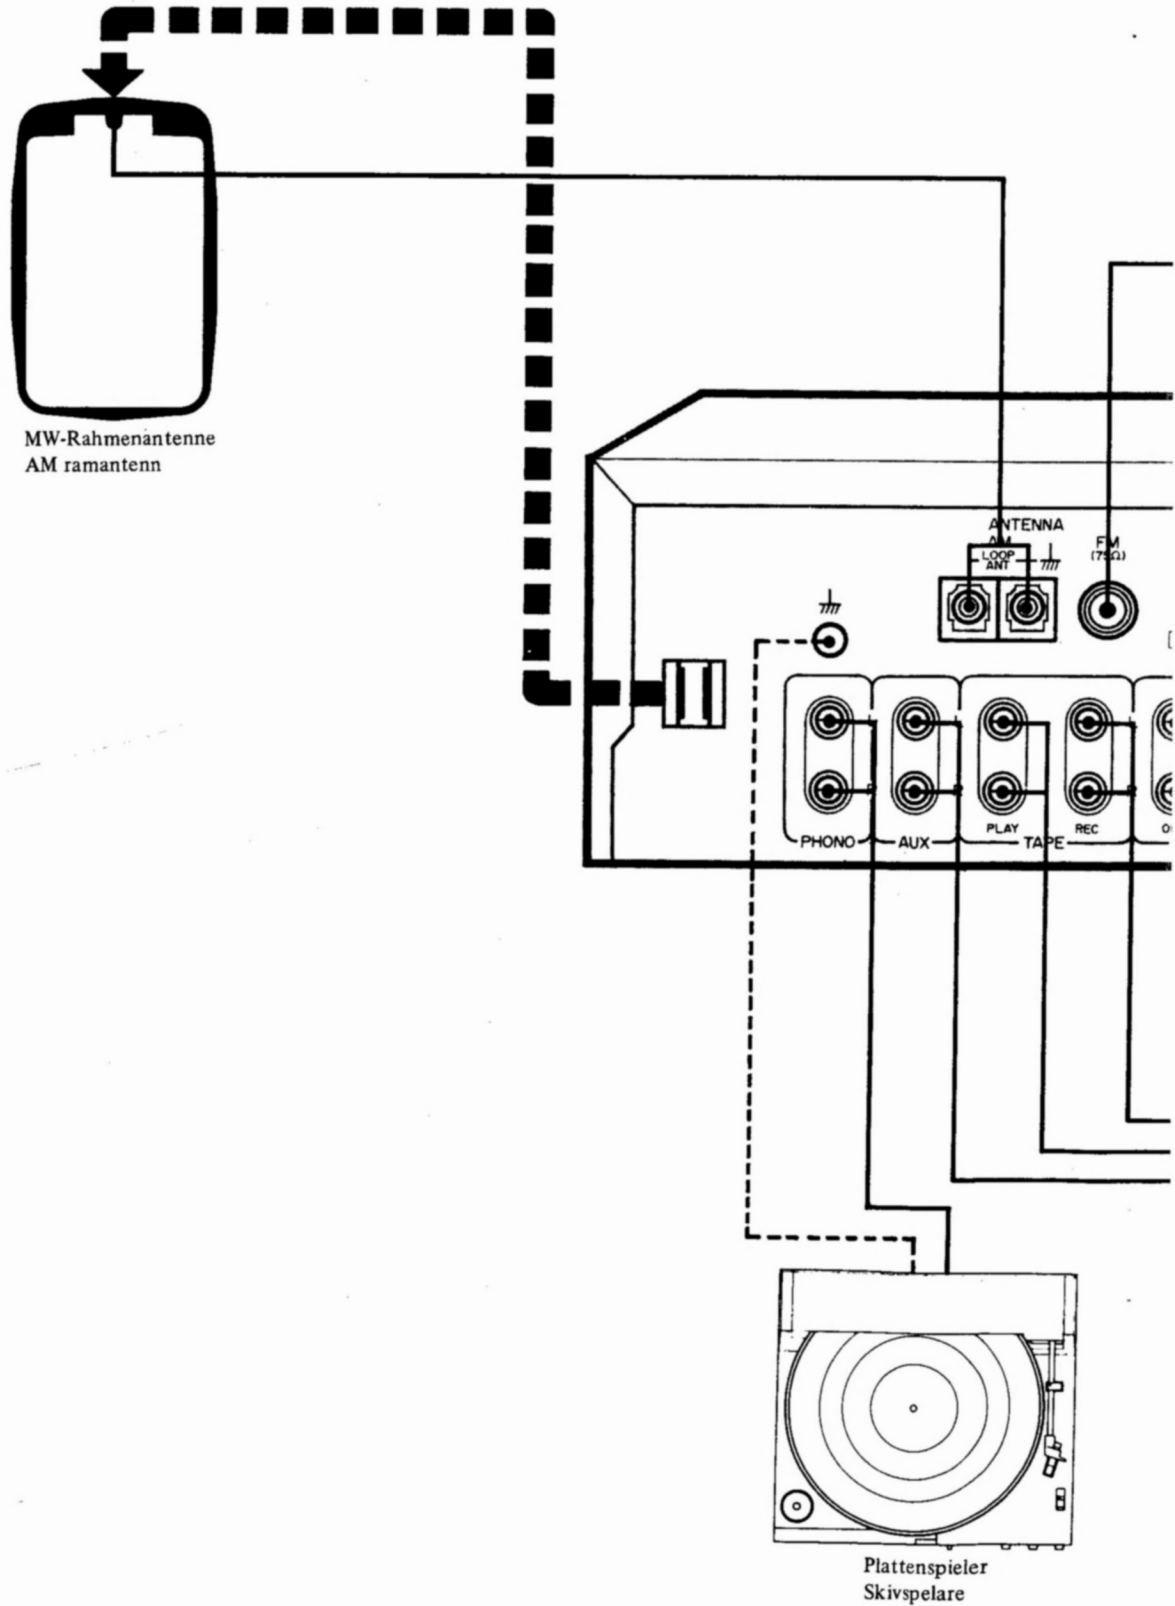 MW-Rahmenantenne
AM ramantenn
ANTENNA
AM
LOOP
ANT
FM
(75Ω)
PHONO
AUX
PLAY
REC
TAPE
Plattenspieler
Skivspelare